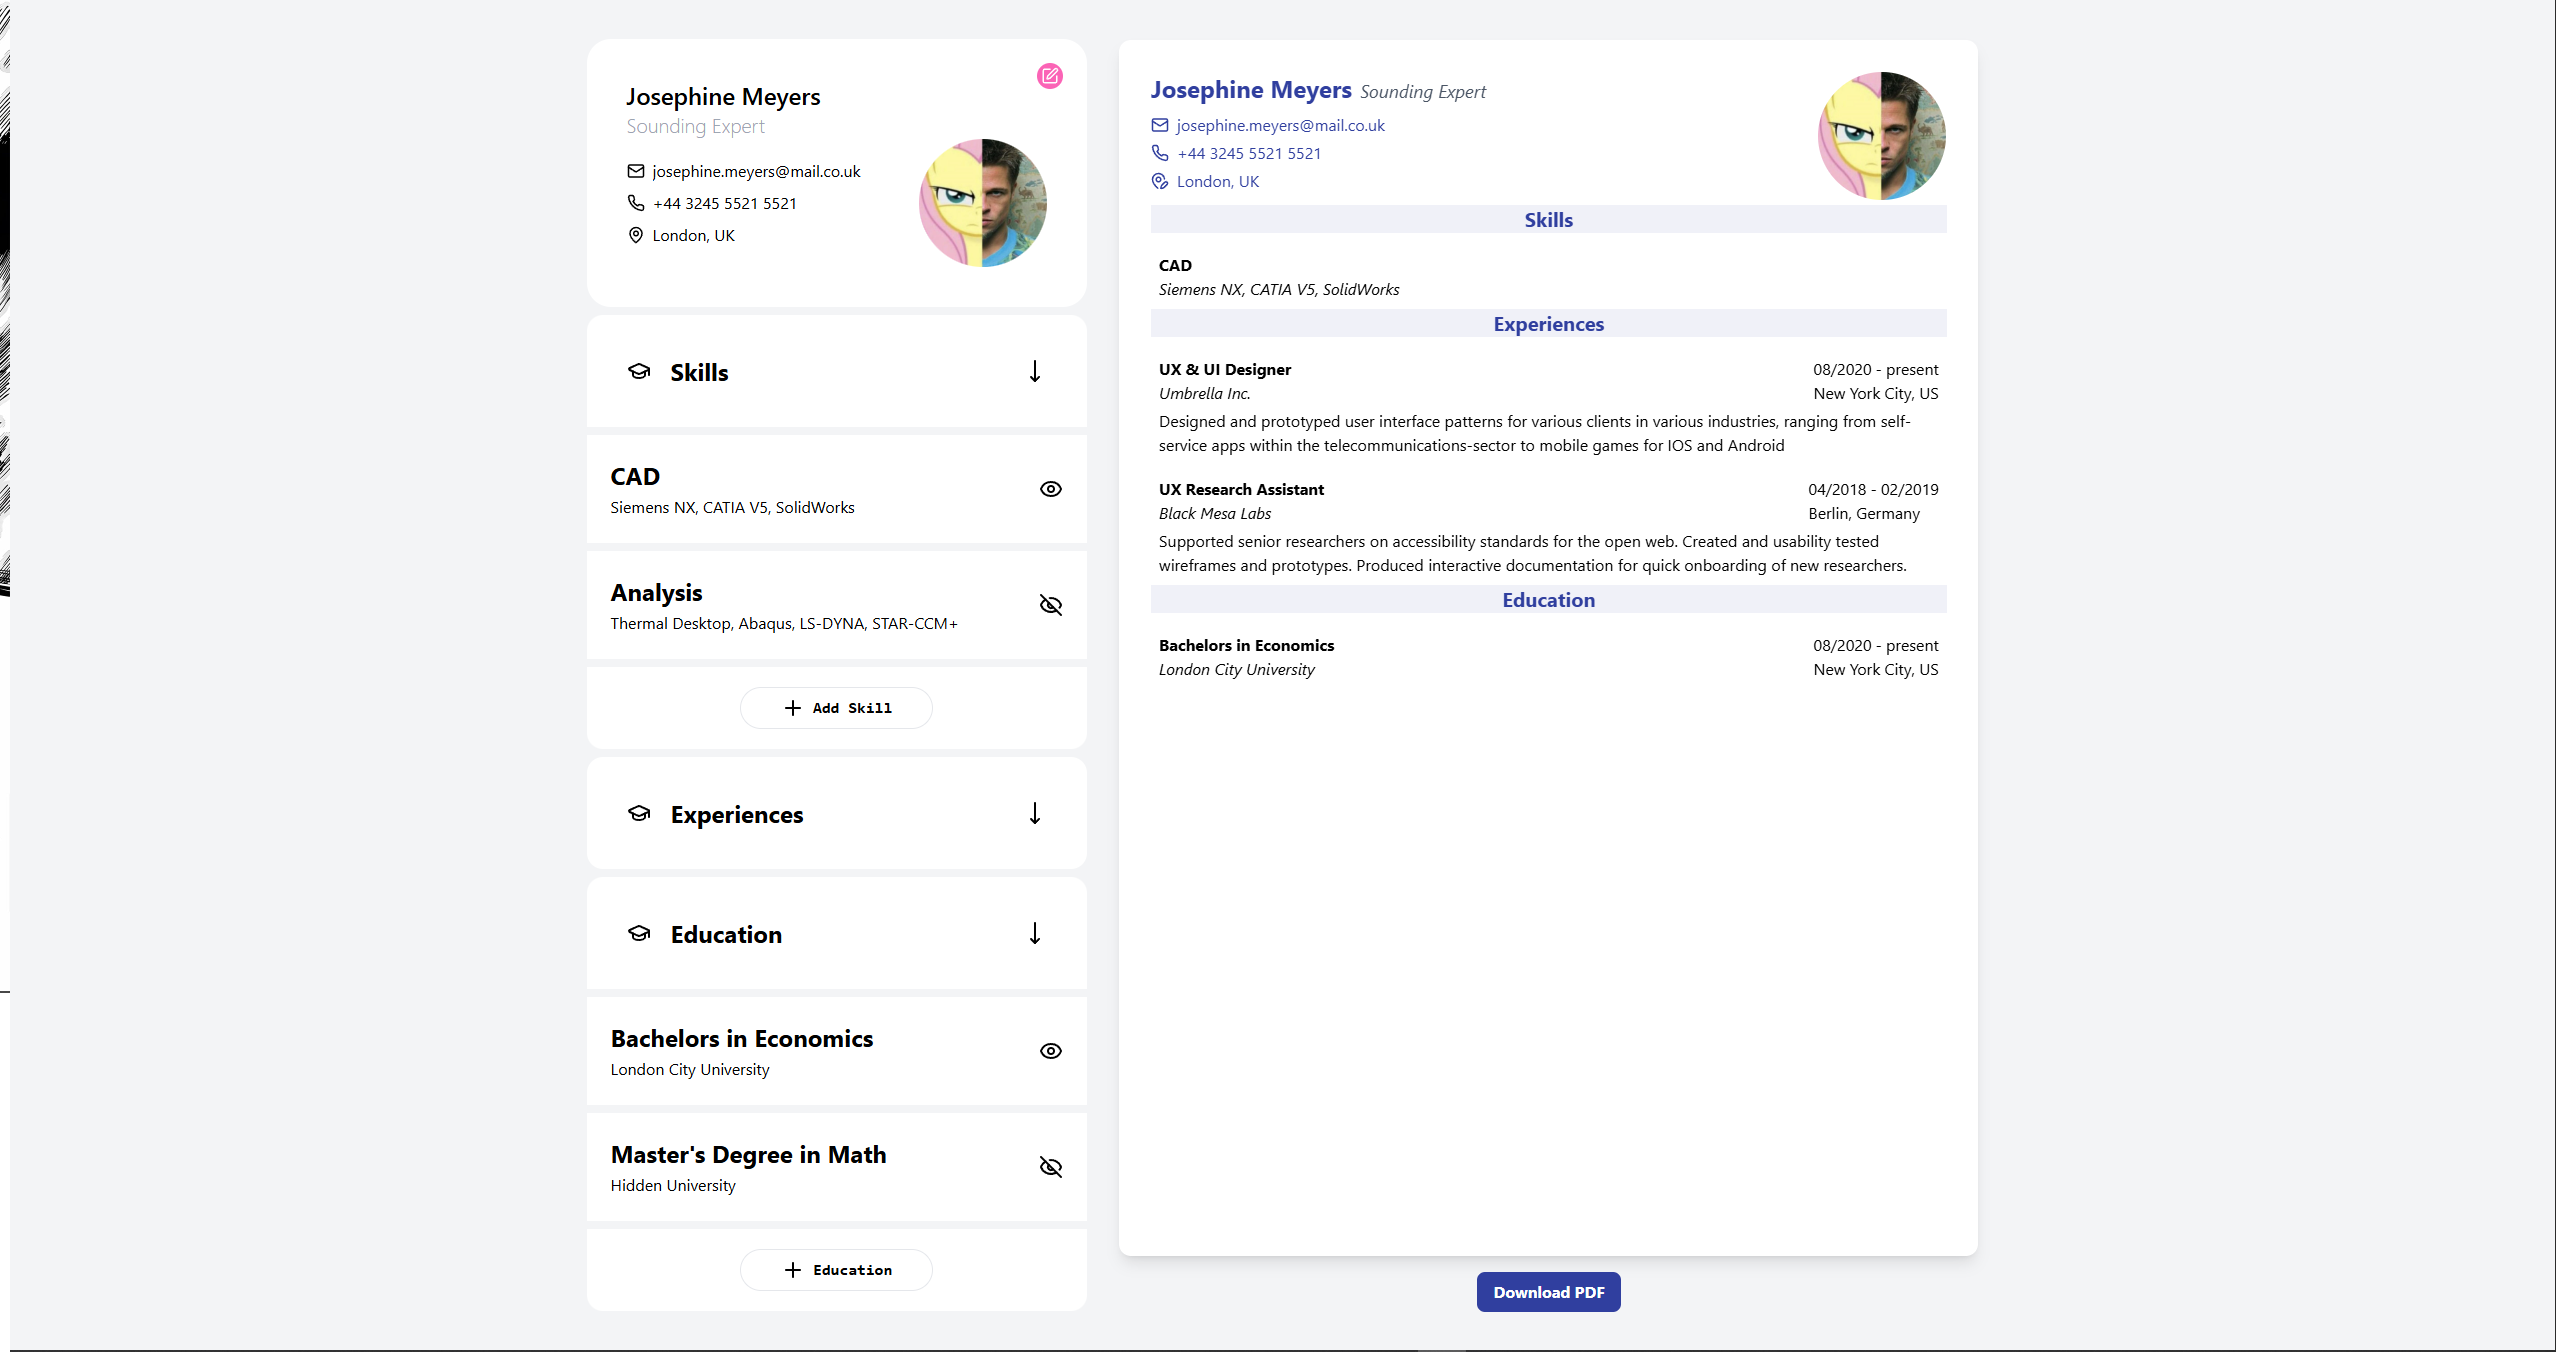 Josephine Meyers
Sounding Expert
josephine.meyers@mail.co.uk
+44 3245 5521 5521
London, UK
Skills
CAD
Siemens NX, CATIA V5, SolidWorks
Analysis
Thermal Desktop, Abaqus, LS-DYNA, STAR-CCM+
Add Skill
Experiences
Education
Bachelors in Economics
London City University
Master's Degree in Math
Hidden University
Education
Josephine Meyers Sounding Expert
josephine.meyers@mail.co.uk
+44 3245 5521 5521
London, UK
Skills
CAD
Siemens NX, CATIA V5, SolidWorks
Experiences
UX & UI Designer 08/2020 - present
Umbrella Inc. New York City, US
Designed and prototyped user interface patterns for various clients in various industries, ranging from self-
service apps within the telecommunications-sector to mobile games for IOS and Android
UX Research Assistant 04/2018 - 02/2019
Black Mesa Labs Berlin, Germany
Supported senior researchers on accessibility standards for the open web. Created and usability tested
wireframes and prototypes. Produced interactive documentation for quick onboarding of new researchers.
Education
Bachelors in Economics 08/2020 - present
London City University New York City, US
Download PDF